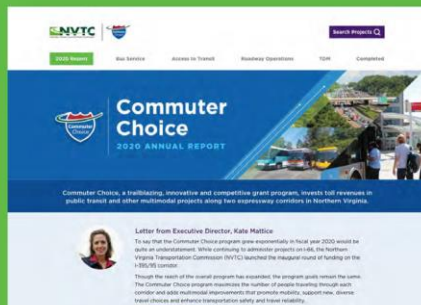 NVTC
Commuter Choice
Search Projects
2020 Report
Bus Service
Access to Transit
Roadway Operations
TDM
Completed
Commuter Choice
Commuter
Choice
2020 ANNUAL REPORT
Commuter Choice, a trailblazing, innovative and competitive grant program, invests toll revenues in
public transit and other multimodal projects along two expressway corridors in Northern Virginia.
Letter from Executive Director, Kate Mattice
To say that the Commuter Choice program grew exponentially in fiscal year 2020 would be
quite an understatement. While continuing to administer projects on I-66, the Northern
Virginia Transportation Commission (NVTC) launched the inaugural round of funding on the
I-395/95 corridor.
Though the reach of the overall program has expanded, the program goals remain the same.
The Commuter Choice program maximizes the number of people traveling through each
corridor and adds multimodal improvements that promote mobility, support new, diverse
travel choices and enhance transportation safety and travel reliability.